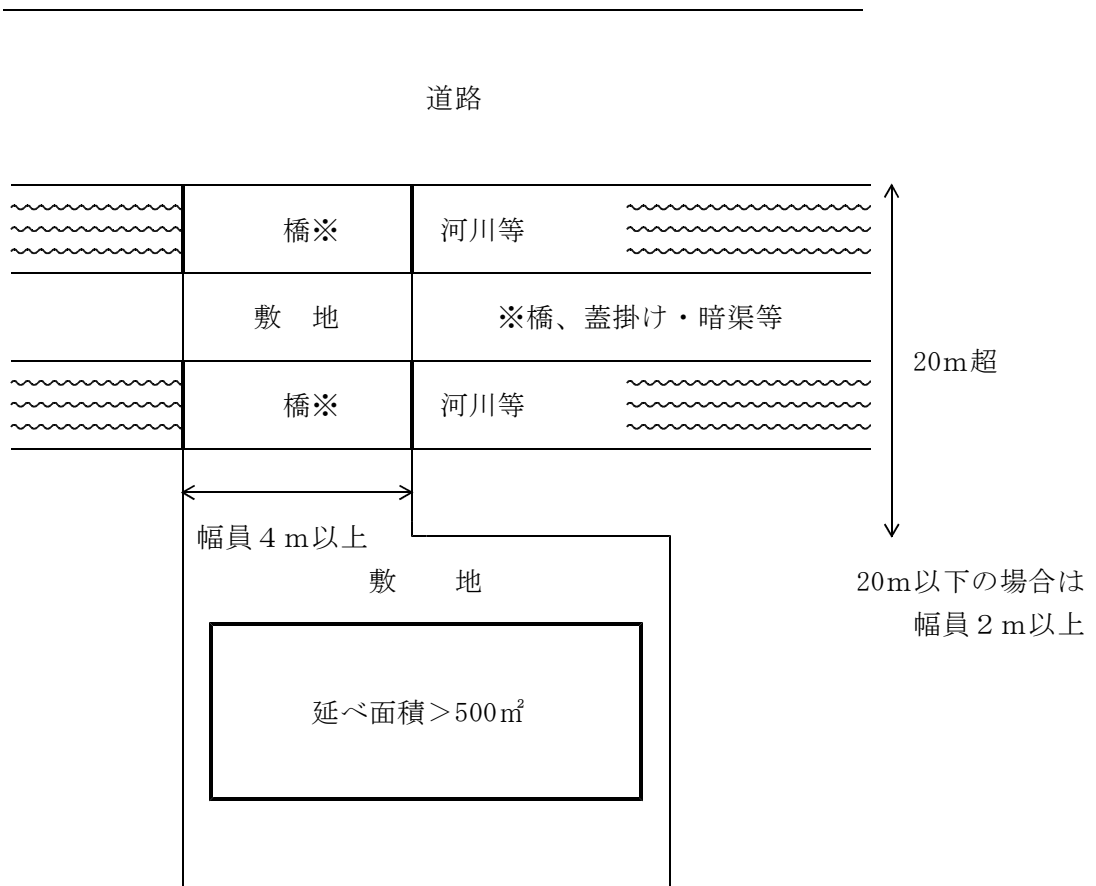 道路
橋※
河川等
敷　地
※橋、蓋掛け・暗渠等
20ｍ超
橋※
河川等
幅員４ｍ以上
敷　　地
20ｍ以下の場合は
幅員２ｍ以上
延べ面積＞500㎡